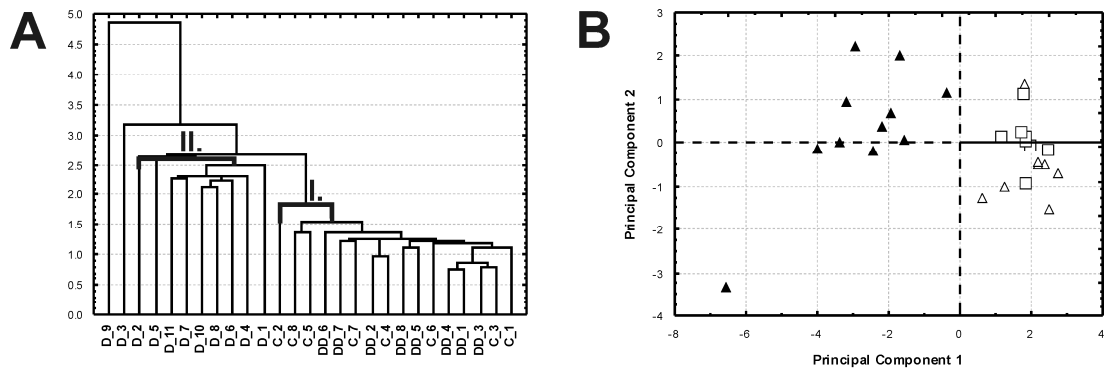 A
5.0
4.5
4.0
3.5
3.0
2.5
2.0
1.5
1.0
0.5
0.0
II.
I.
D_9
D_3
D_2
D_5
D_11
D_7
D_10
D_8
D_6
D_4
D_1
C_2
C_8
C_5
DD_6
DD_7
C_7
DD_2
C_4
DD_8
DD_5
C_6
DD_4
DD_1
DD_3
C_3
C_1
B
Principal Component 2
3
2
1
0
-1
-2
-3
-4
-8
-6
-4
-2
0
2
4
Principal Component 1